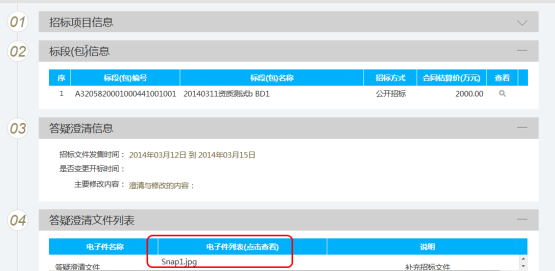 01 招标项目信息
02 标段(包)信息
序 标段(包)编号 标段(包)名称 招标方式 合同估算价(万元) 查看
1 A3205820001000441001001 20140311资质测试b BD1 公开招标 2000.00
03 答疑澄清信息
招标文件发售时间： 2014年03月12日 到 2014年03月15日
是否变更开标时间：
主要修改内容： 澄清与修改的内容；
04 答疑澄清文件列表
电子件名称 电子件列表(点击查看) 说明
答疑澄清文件 Snap1.jpg 补充招标文件